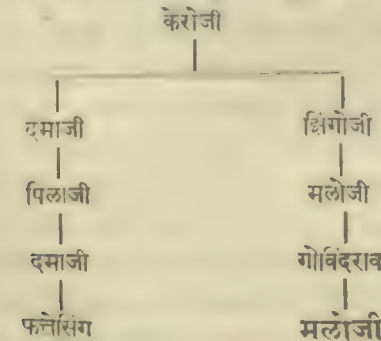 केरोजी
दमाजी झिंगोजी
पिलाजी मलोजी
दमाजी गोविंदराव
फत्तेसिंग मलोजी